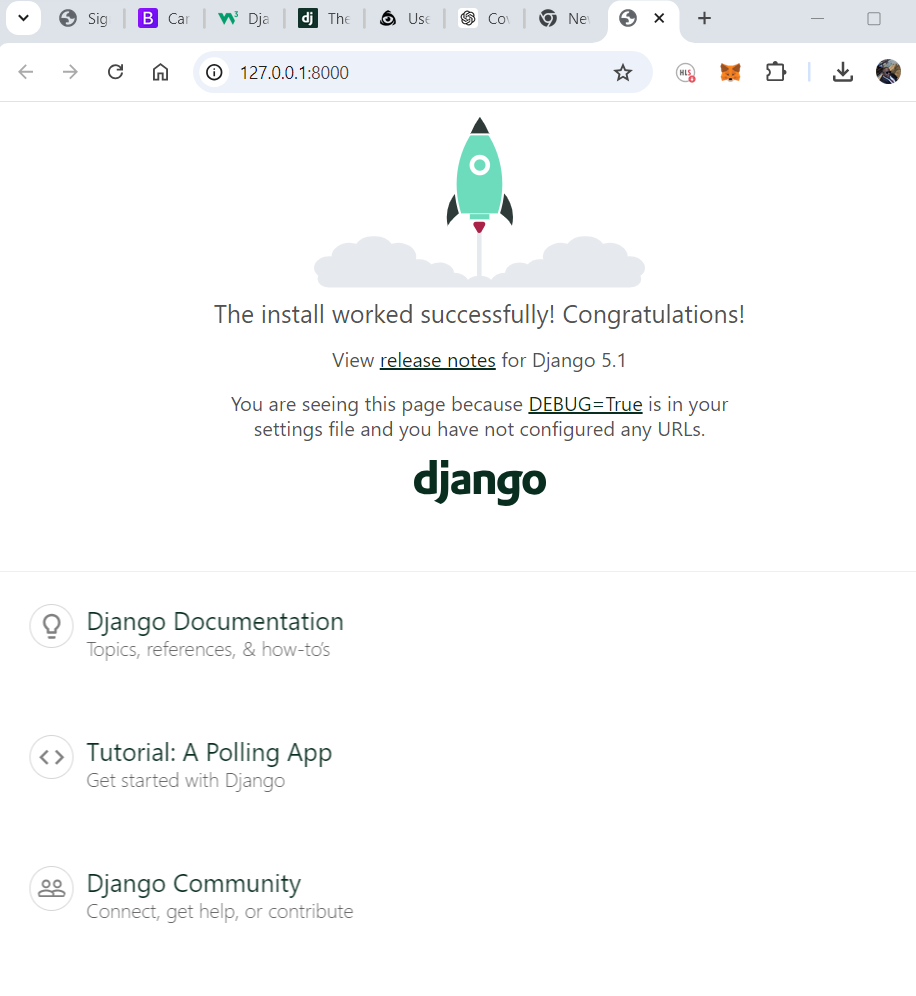 Sig
Car
Dja
dj
The
Use
Cov
Nev
B
W3
127.0.0.1:8000
HLS
The install worked successfully! Congratulations!
View release notes for Django 5.1
You are seeing this page because DEBUG=True is in your
settings file and you have not configured any URLs.
django
Django Documentation
Topics, references, & how-to's
Tutorial: A Polling App
Get started with Django
Django Community
Connect, get help, or contribute